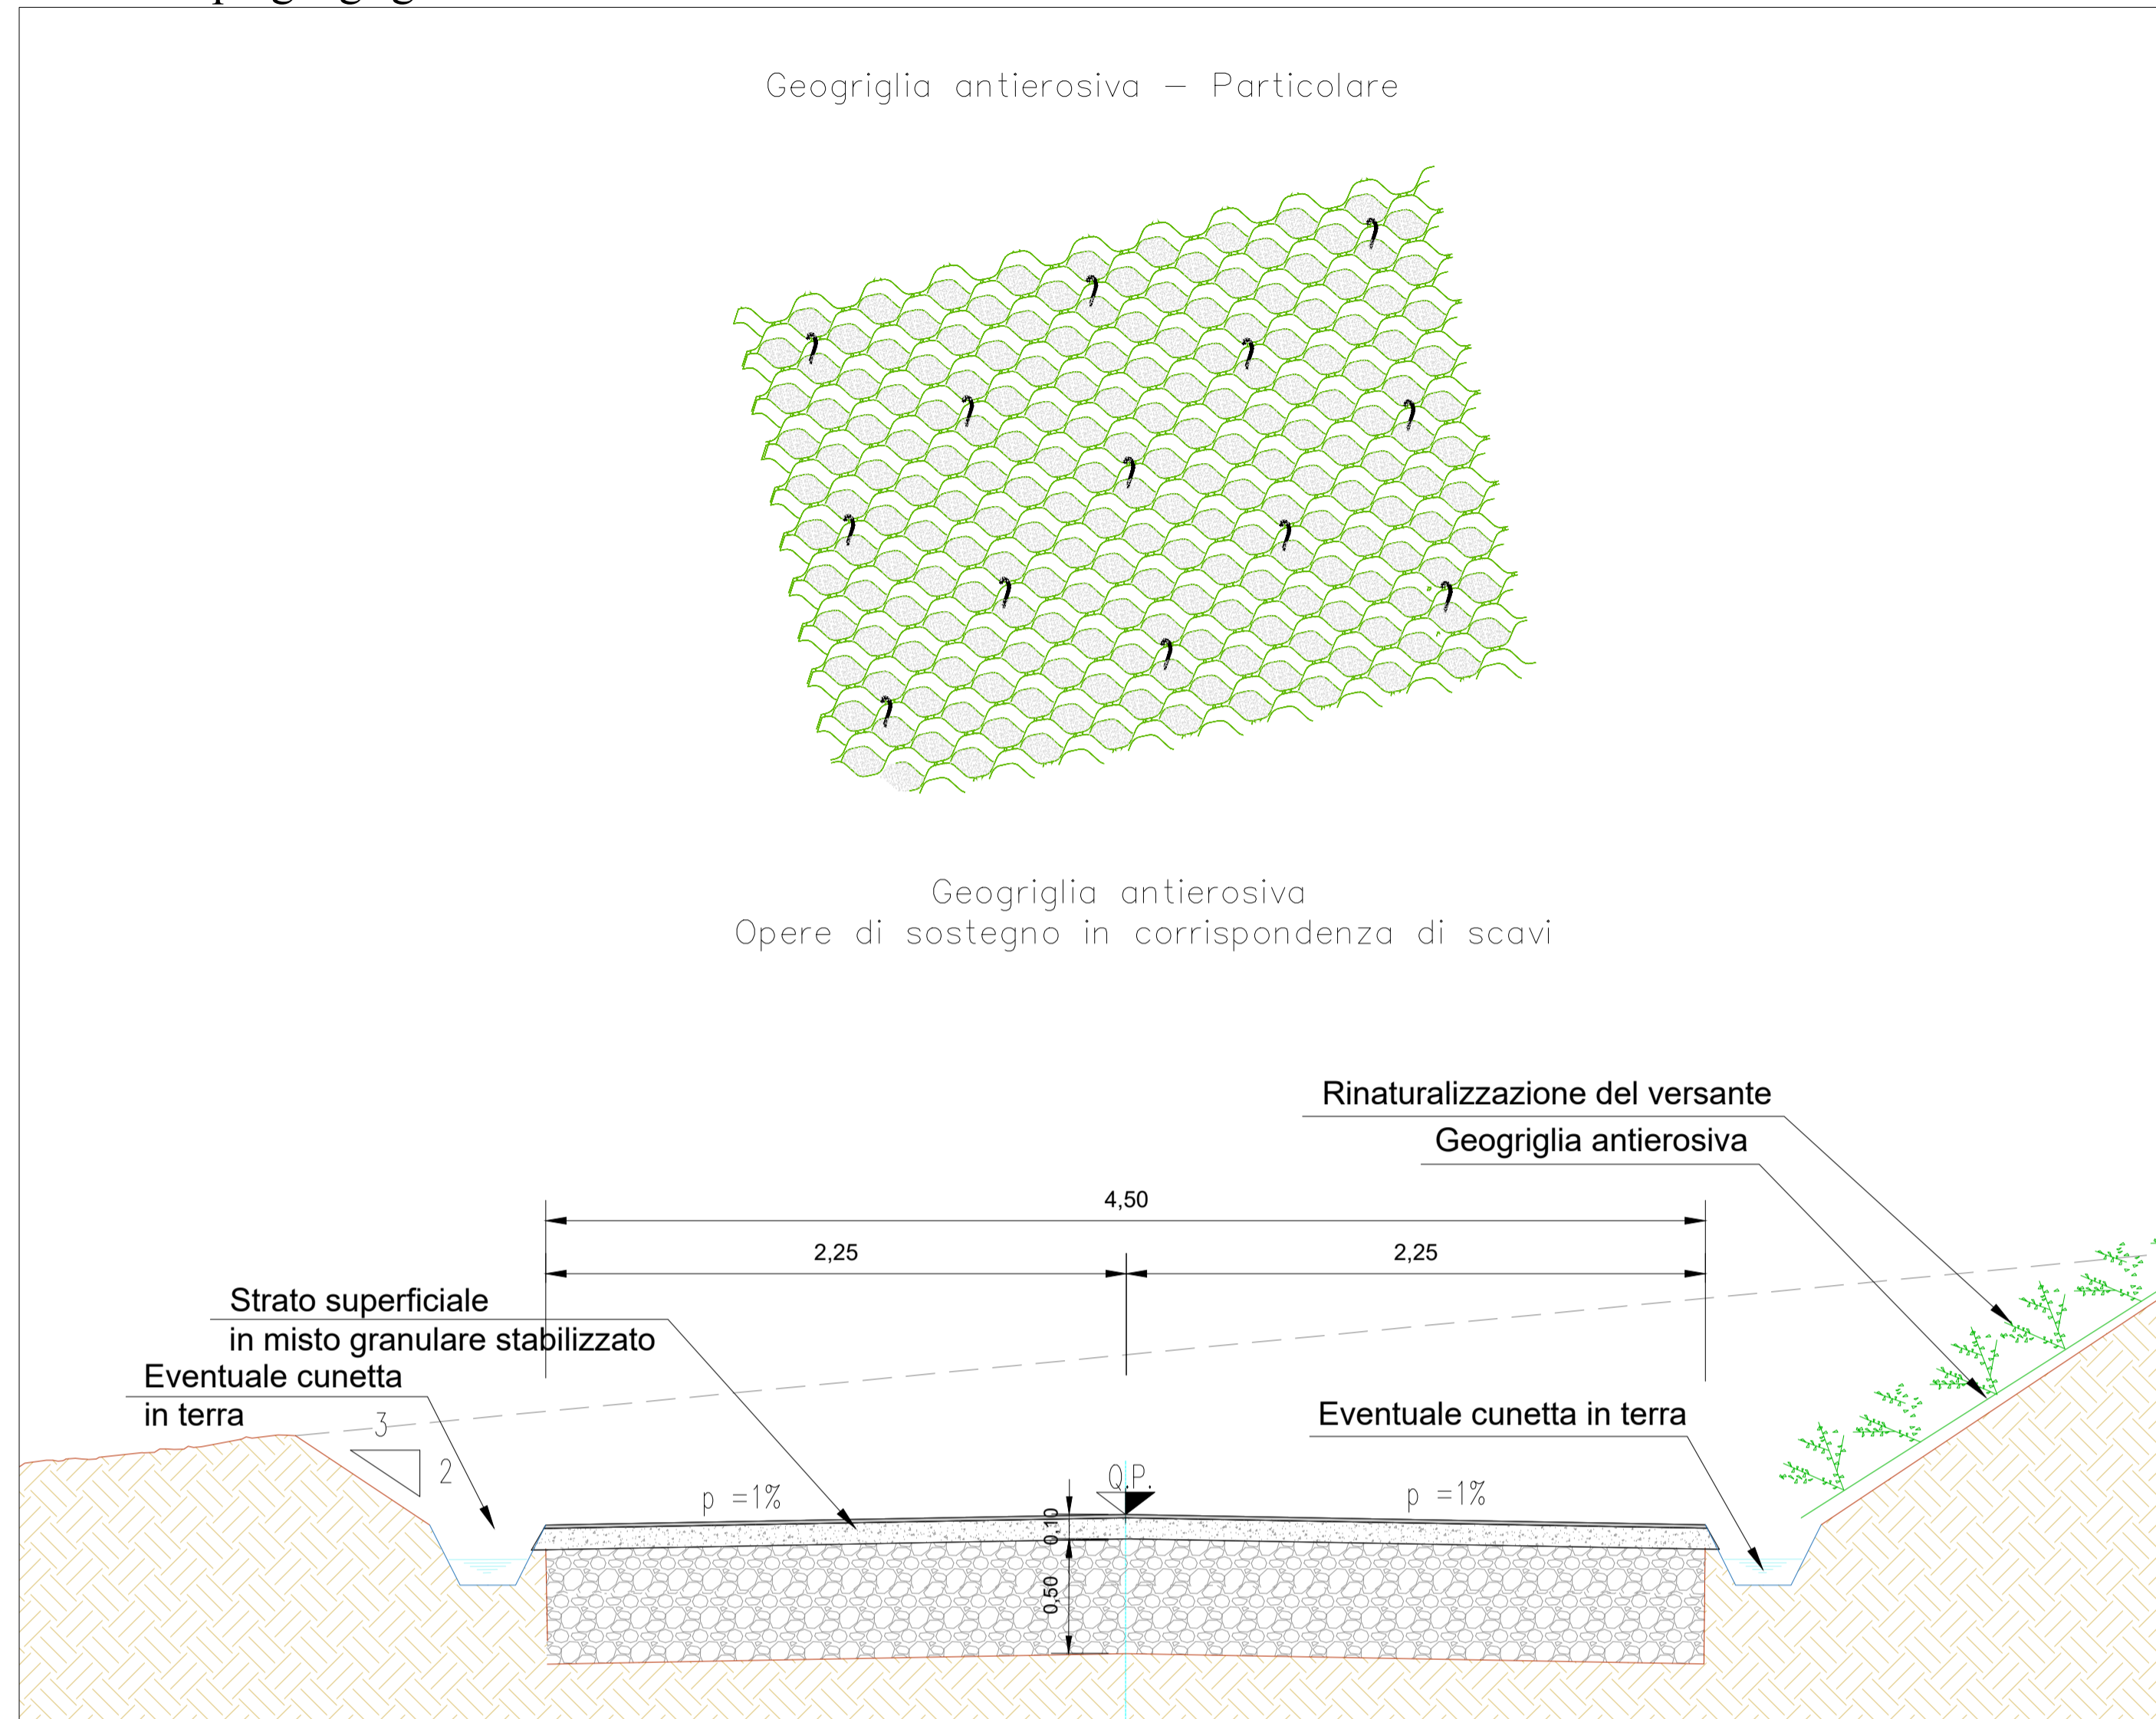 Geogriglia antierosiva – Particolare
Geogriglia antierosiva
Opere di sostegno in corrispondenza di scavi
Rinaturalizzazione del versante
Geogriglia antierosiva
4,50
2,25
2,25
Strato superficiale
in misto granulare stabilizzato
Eventuale cunetta
in terra
3
2
Eventuale cunetta in terra
Q.P.
p =1%
p =1%
0,10
0,50